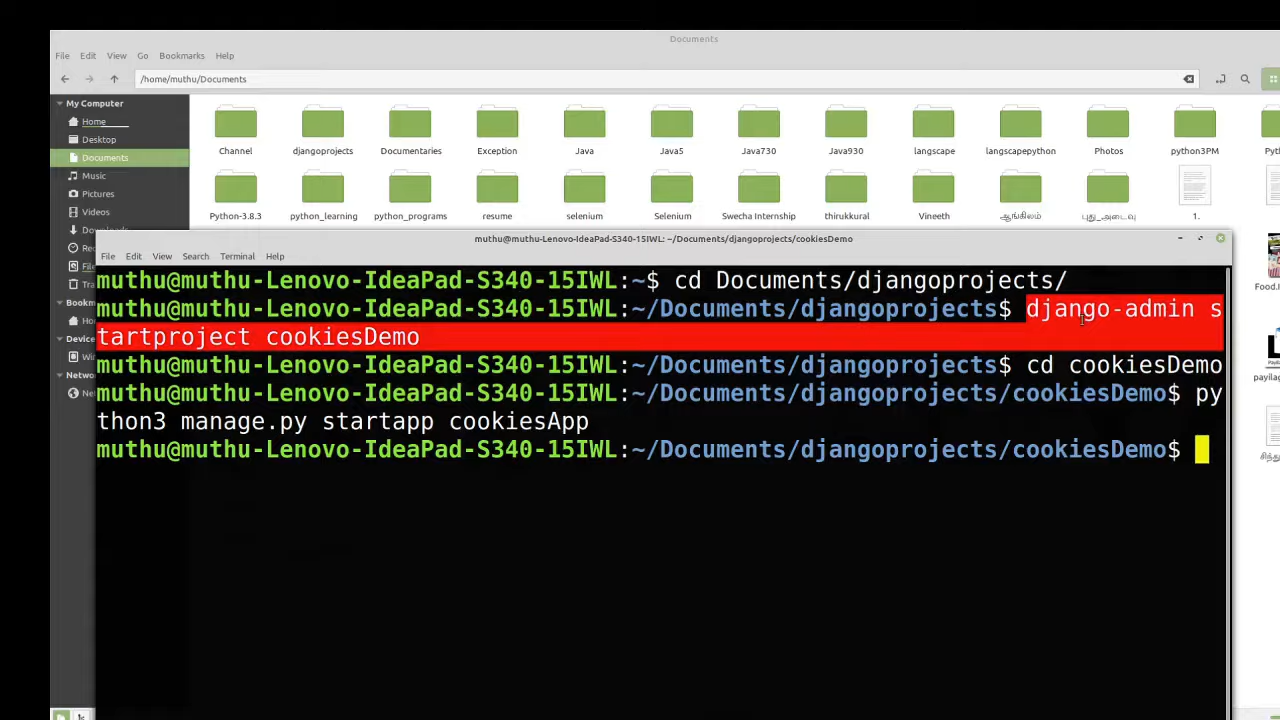 Documents
File Edit View Go Bookmarks Help
/home/muthu/Documents
My Computer
Home
Desktop
Documents
Music
Pictures
Videos
Channel djangoprojects Documentaries Exception Java Java5 Java730 Java930 langscape langscapepython Photos python3PM
Python-3.8.3 python_learning python_programs resume selenium Selenium Swecha Internship thirukkural Vineeth ஆங்கிலம் புது_அடைவு 1.
muthu@muthu-Lenovo-IdeaPad-S340-15IWL: ~/Documents/djangoprojects/cookiesDemo
File Edit View Search Terminal Help
muthu@muthu-Lenovo-IdeaPad-S340-15IWL:~$ cd Documents/djangoprojects/
muthu@muthu-Lenovo-IdeaPad-S340-15IWL:~/Documents/djangoprojects$ django-admin s
tartproject cookiesDemo
muthu@muthu-Lenovo-IdeaPad-S340-15IWL:~/Documents/djangoprojects$ cd cookiesDemo
muthu@muthu-Lenovo-IdeaPad-S340-15IWL:~/Documents/djangoprojects/cookiesDemo$ py
thon3 manage.py startapp cookiesApp
muthu@muthu-Lenovo-IdeaPad-S340-15IWL:~/Documents/djangoprojects/cookiesDemo$